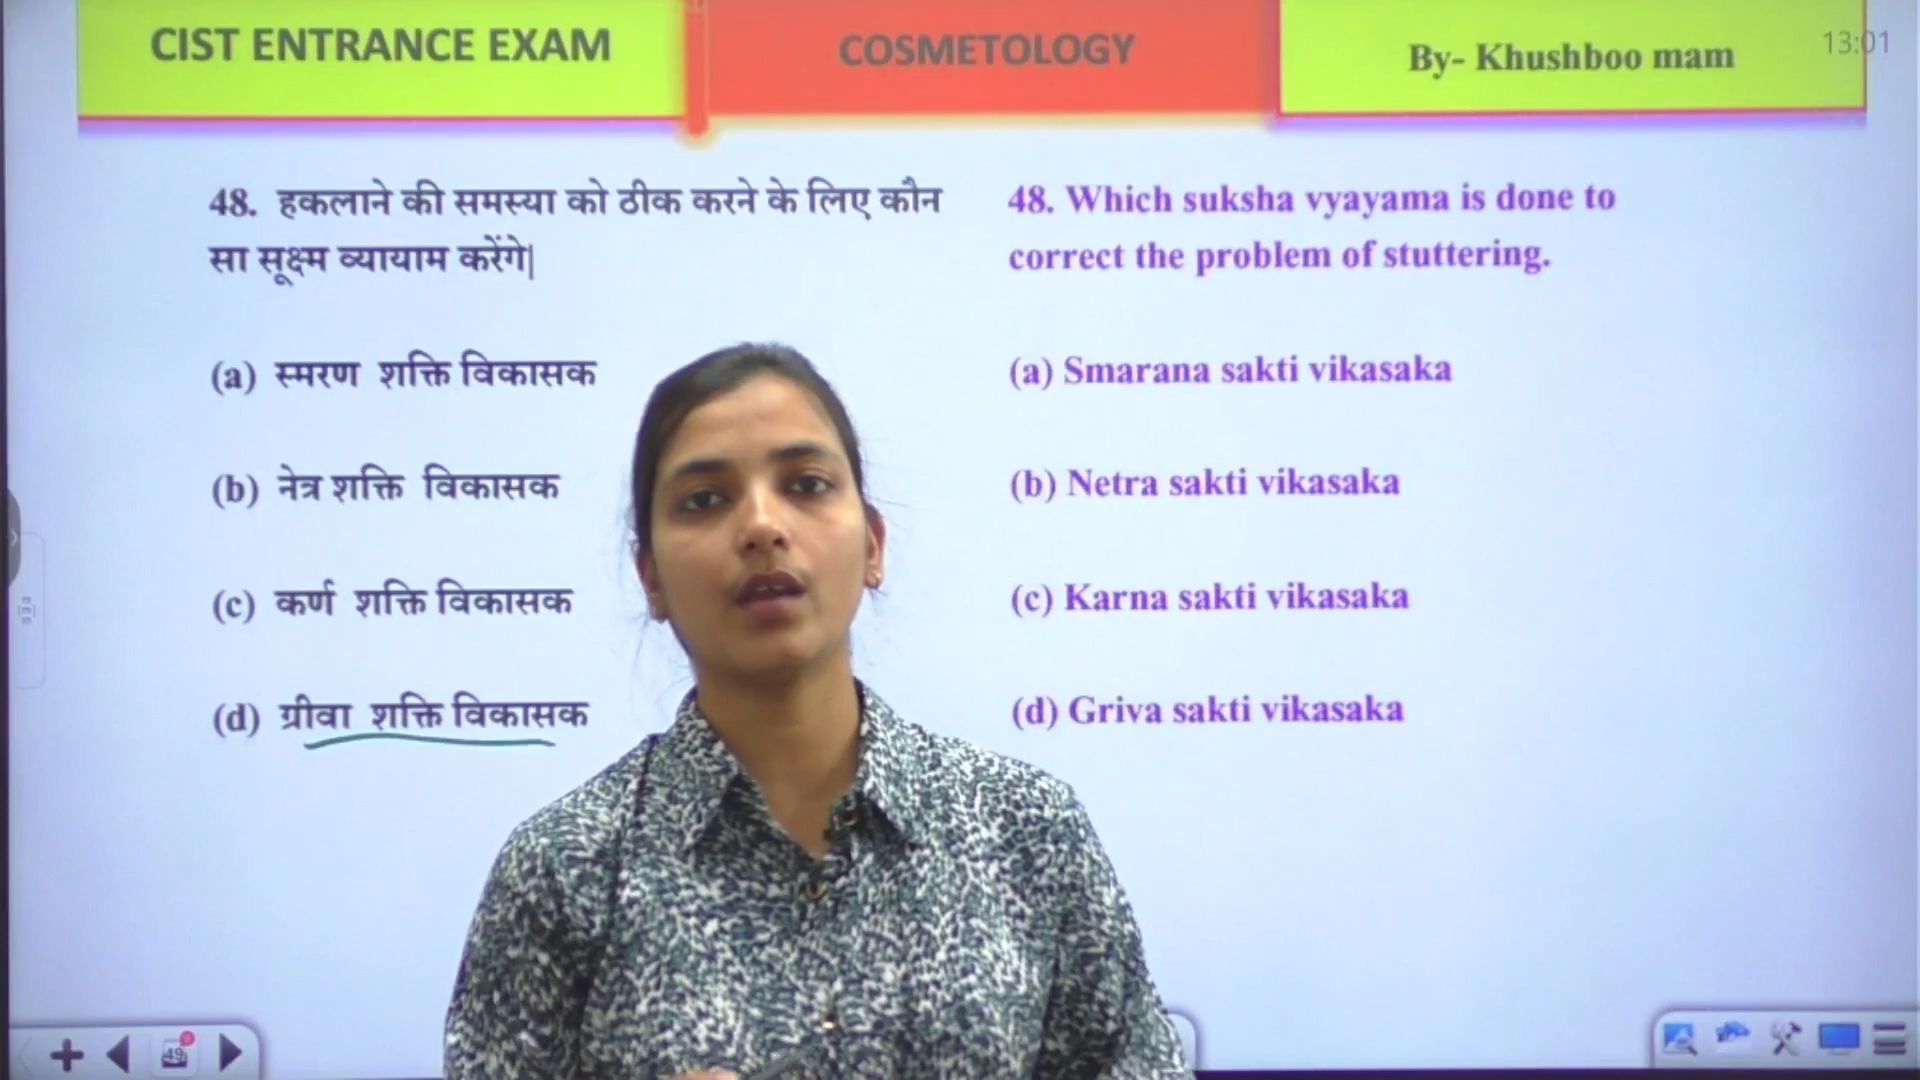 CIST ENTRANCE EXAM
COSMETOLOGY
By- Khushboo mam
13:01
48. हकलाने की समस्या को ठीक करने के लिए कौन
सा सूक्ष्म व्यायाम करेंगे|
(a) स्मरण शक्ति विकासक
(b) नेत्र शक्ति विकासक
(c) कर्ण शक्ति विकासक
(d) ग्रीवा शक्ति विकासक
48. Which suksha vyayama is done to
correct the problem of stuttering.
(a) Smarana sakti vikasaka
(b) Netra sakti vikasaka
(c) Karna sakti vikasaka
(d) Griva sakti vikasaka
49